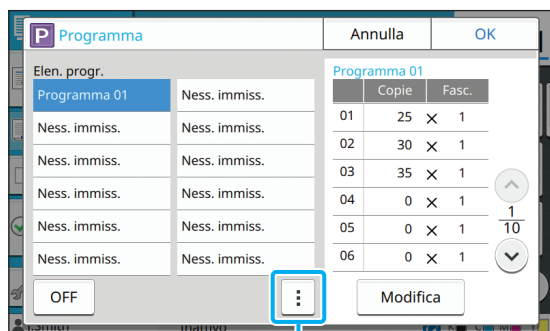 P Programma Annulla OK
Elen. progr. Programma 01
Programma 01 Ness. immiss. Copie Fasc.
01 25 × 1
Ness. immiss. Ness. immiss.
02 30 × 1
Ness. immiss. Ness. immiss.
03 35 × 1
Ness. immiss. Ness. immiss.
04 0 × 1
1
10
Ness. immiss. Ness. immiss.
05 0 × 1
Ness. immiss. Ness. immiss.
06 0 × 1
OFF Modifica